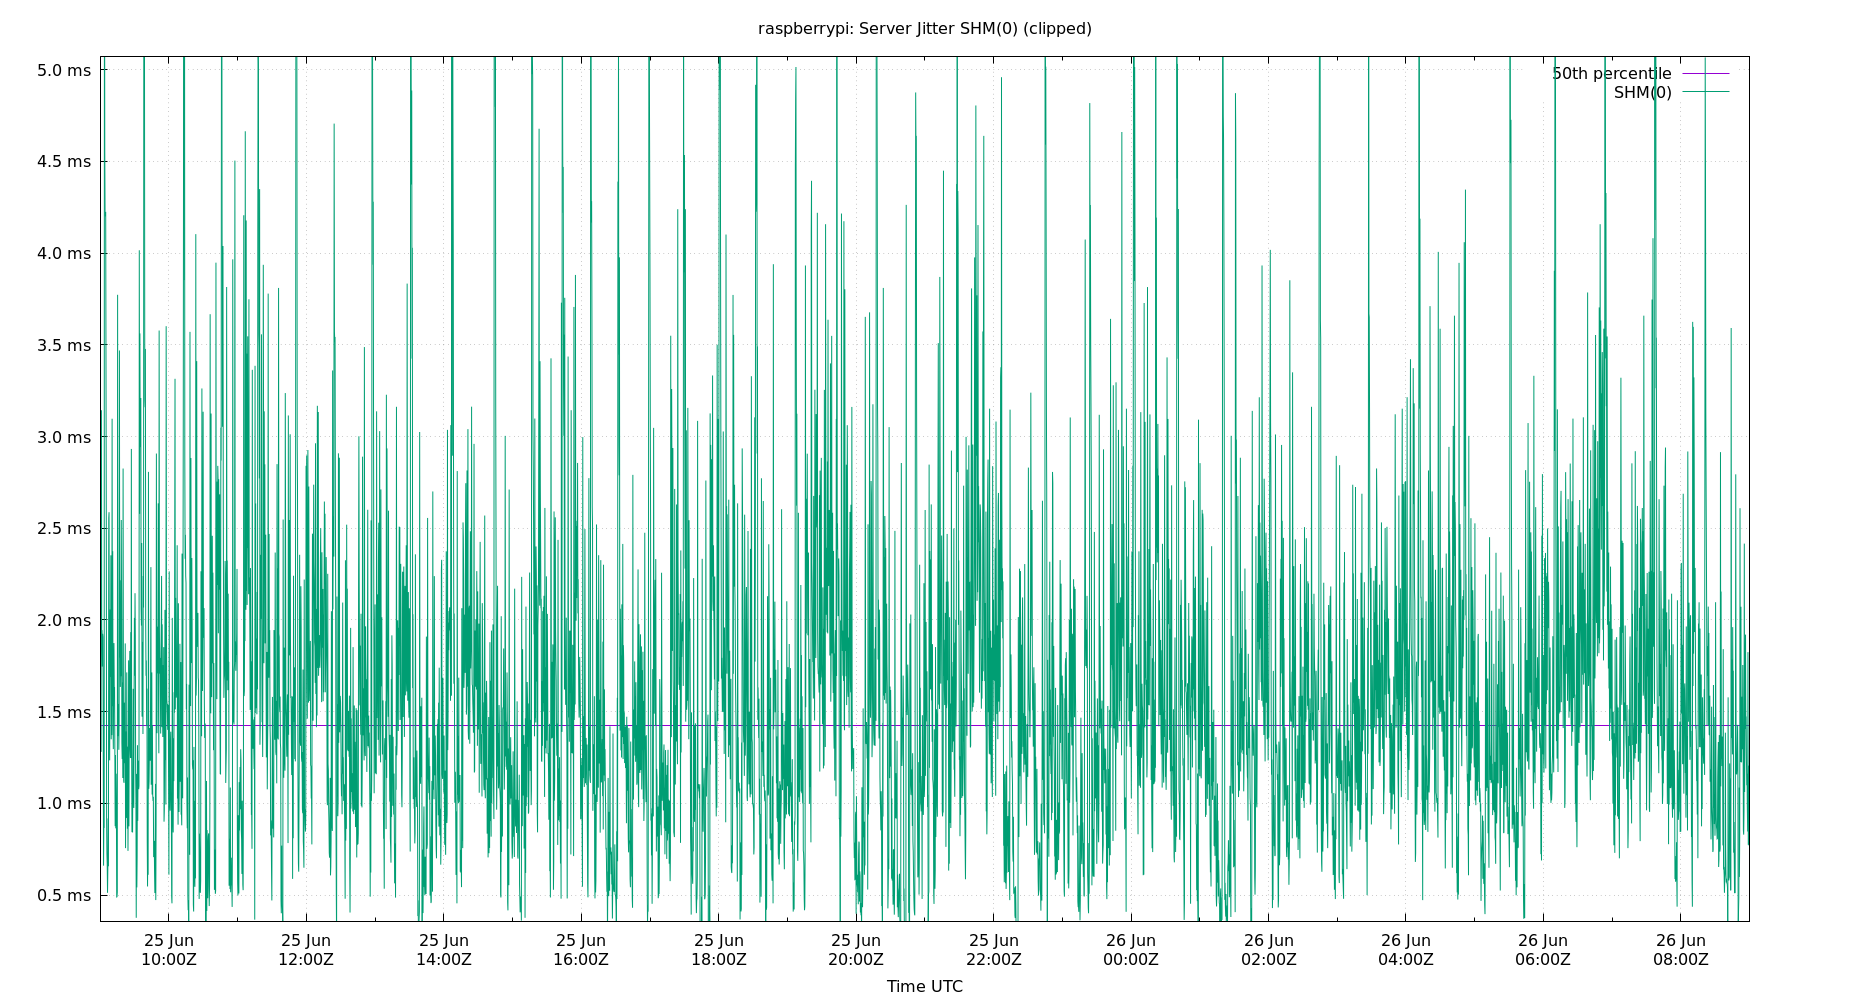 raspberrypi: Server Jitter SHM(0) (clipped)
5.0 ms
4.5 ms
4.0 ms
3.5 ms
3.0 ms
2.5 ms
2.0 ms
1.5 ms
1.0 ms
0.5 ms
50th percentile
SHM(0)
25 Jun 25 Jun 25 Jun 25 Jun 25 Jun 25 Jun 25 Jun 26 Jun 26 Jun 26 Jun 26 Jun 26 Jun
10:00Z 12:00Z 14:00Z 16:00Z 18:00Z 20:00Z 22:00Z 00:00Z 02:00Z 04:00Z 06:00Z 08:00Z
Time UTC